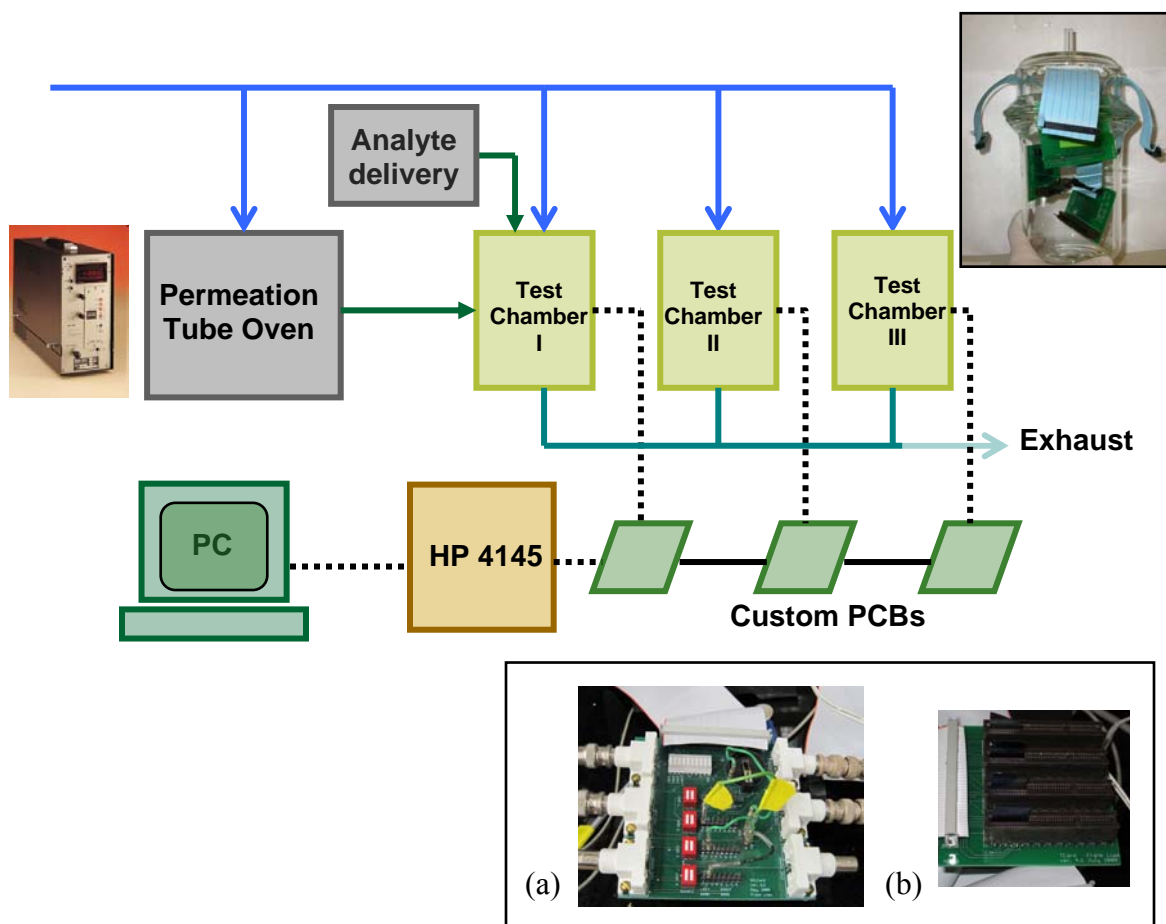 Analyte
delivery
Permeation
Tube Oven
Test
Chamber
I
Test
Chamber
II
Test
Chamber
III
Exhaust
PC
HP 4145
Custom PCBs
(a)
(b)